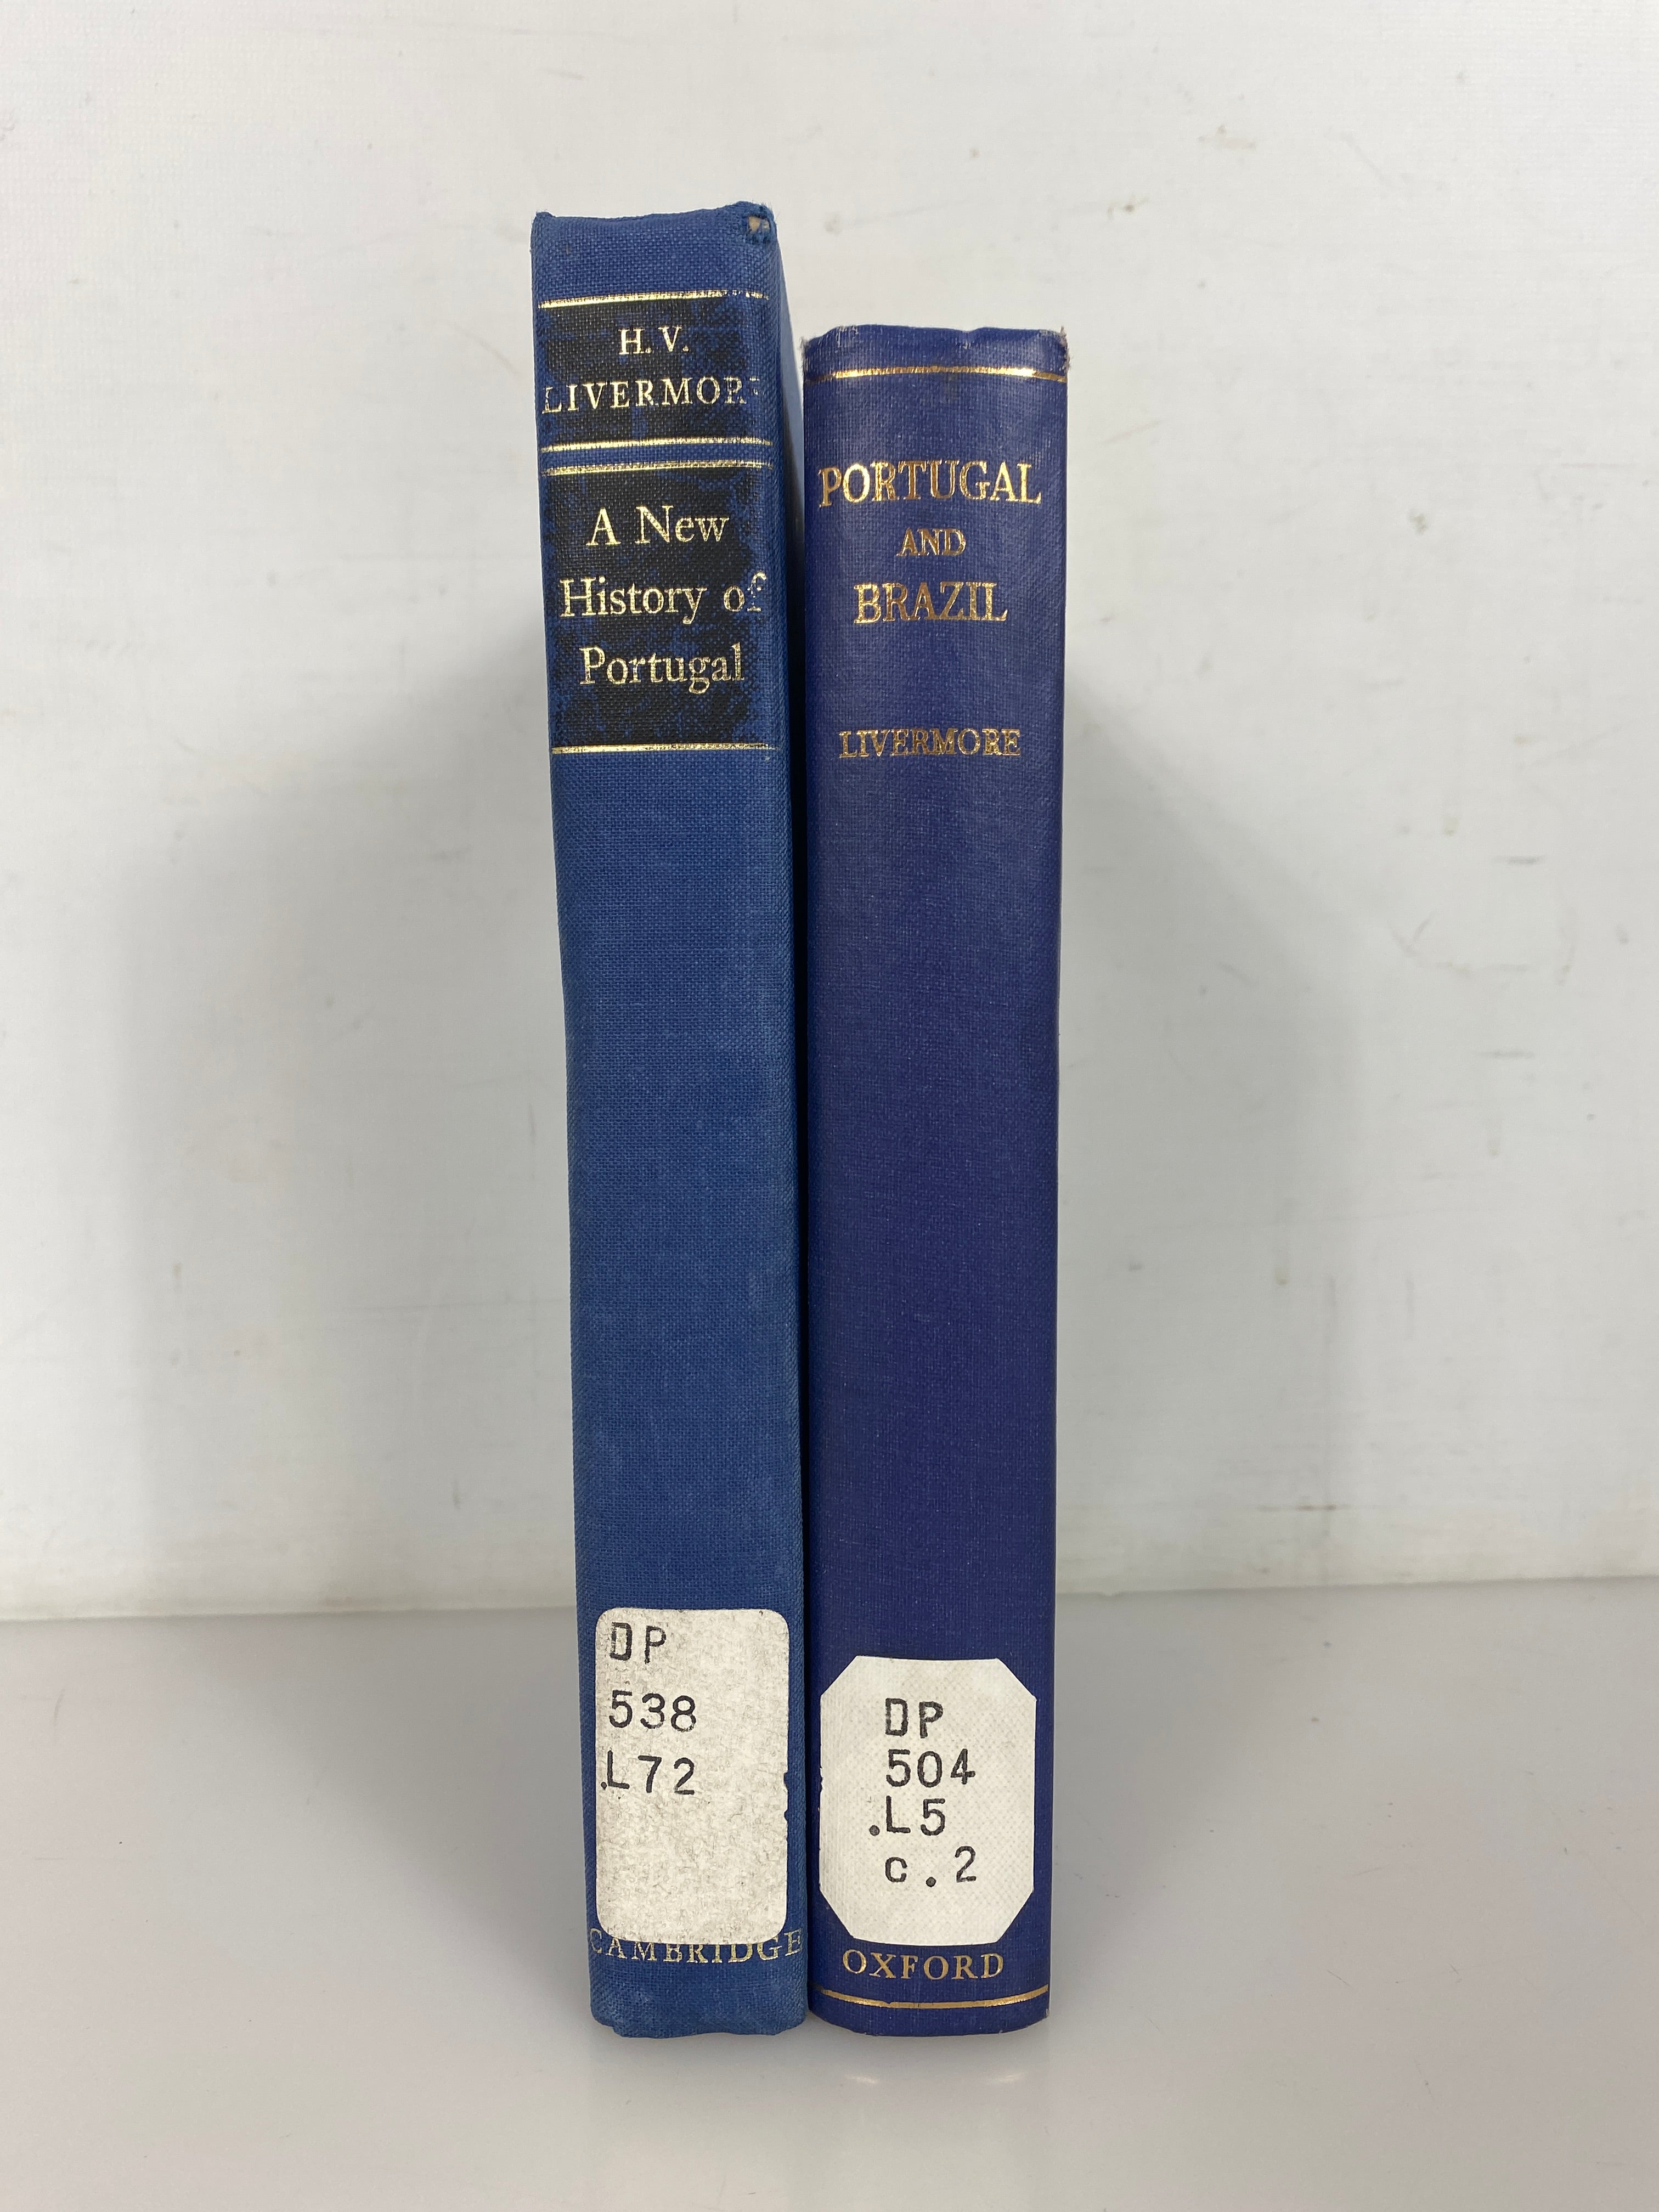 H. V.
LIVERMORE
A New
History of
Portugal
DP
538
.L72
CAMBRIDGE
PORTUGAL
AND
BRAZIL
LIVERMORE
DP
504
.L5
c.2
OXFORD